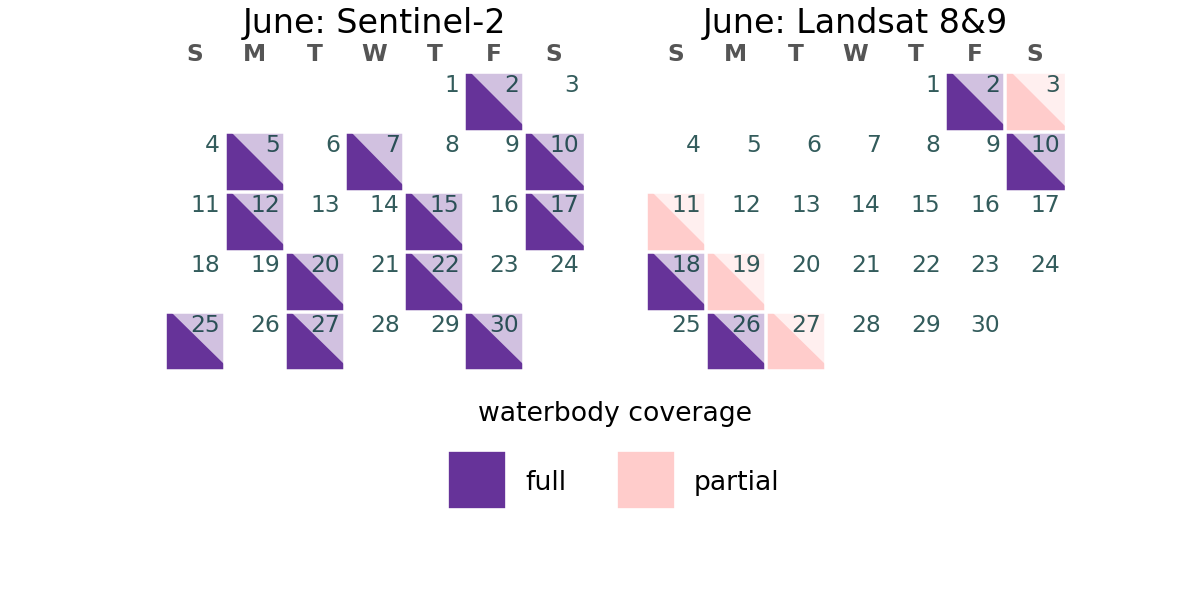 June: Sentinel-2
S M T W T F S
1 2 3
4 5 6 7 8 9 10
11 12 13 14 15 16 17
18 19 20 21 22 23 24
25 26 27 28 29 30
June: Landsat 8&9
S M T W T F S
1 2 3
4 5 6 7 8 9 10
11 12 13 14 15 16 17
18 19 20 21 22 23 24
25 26 27 28 29 30
waterbody coverage
full partial